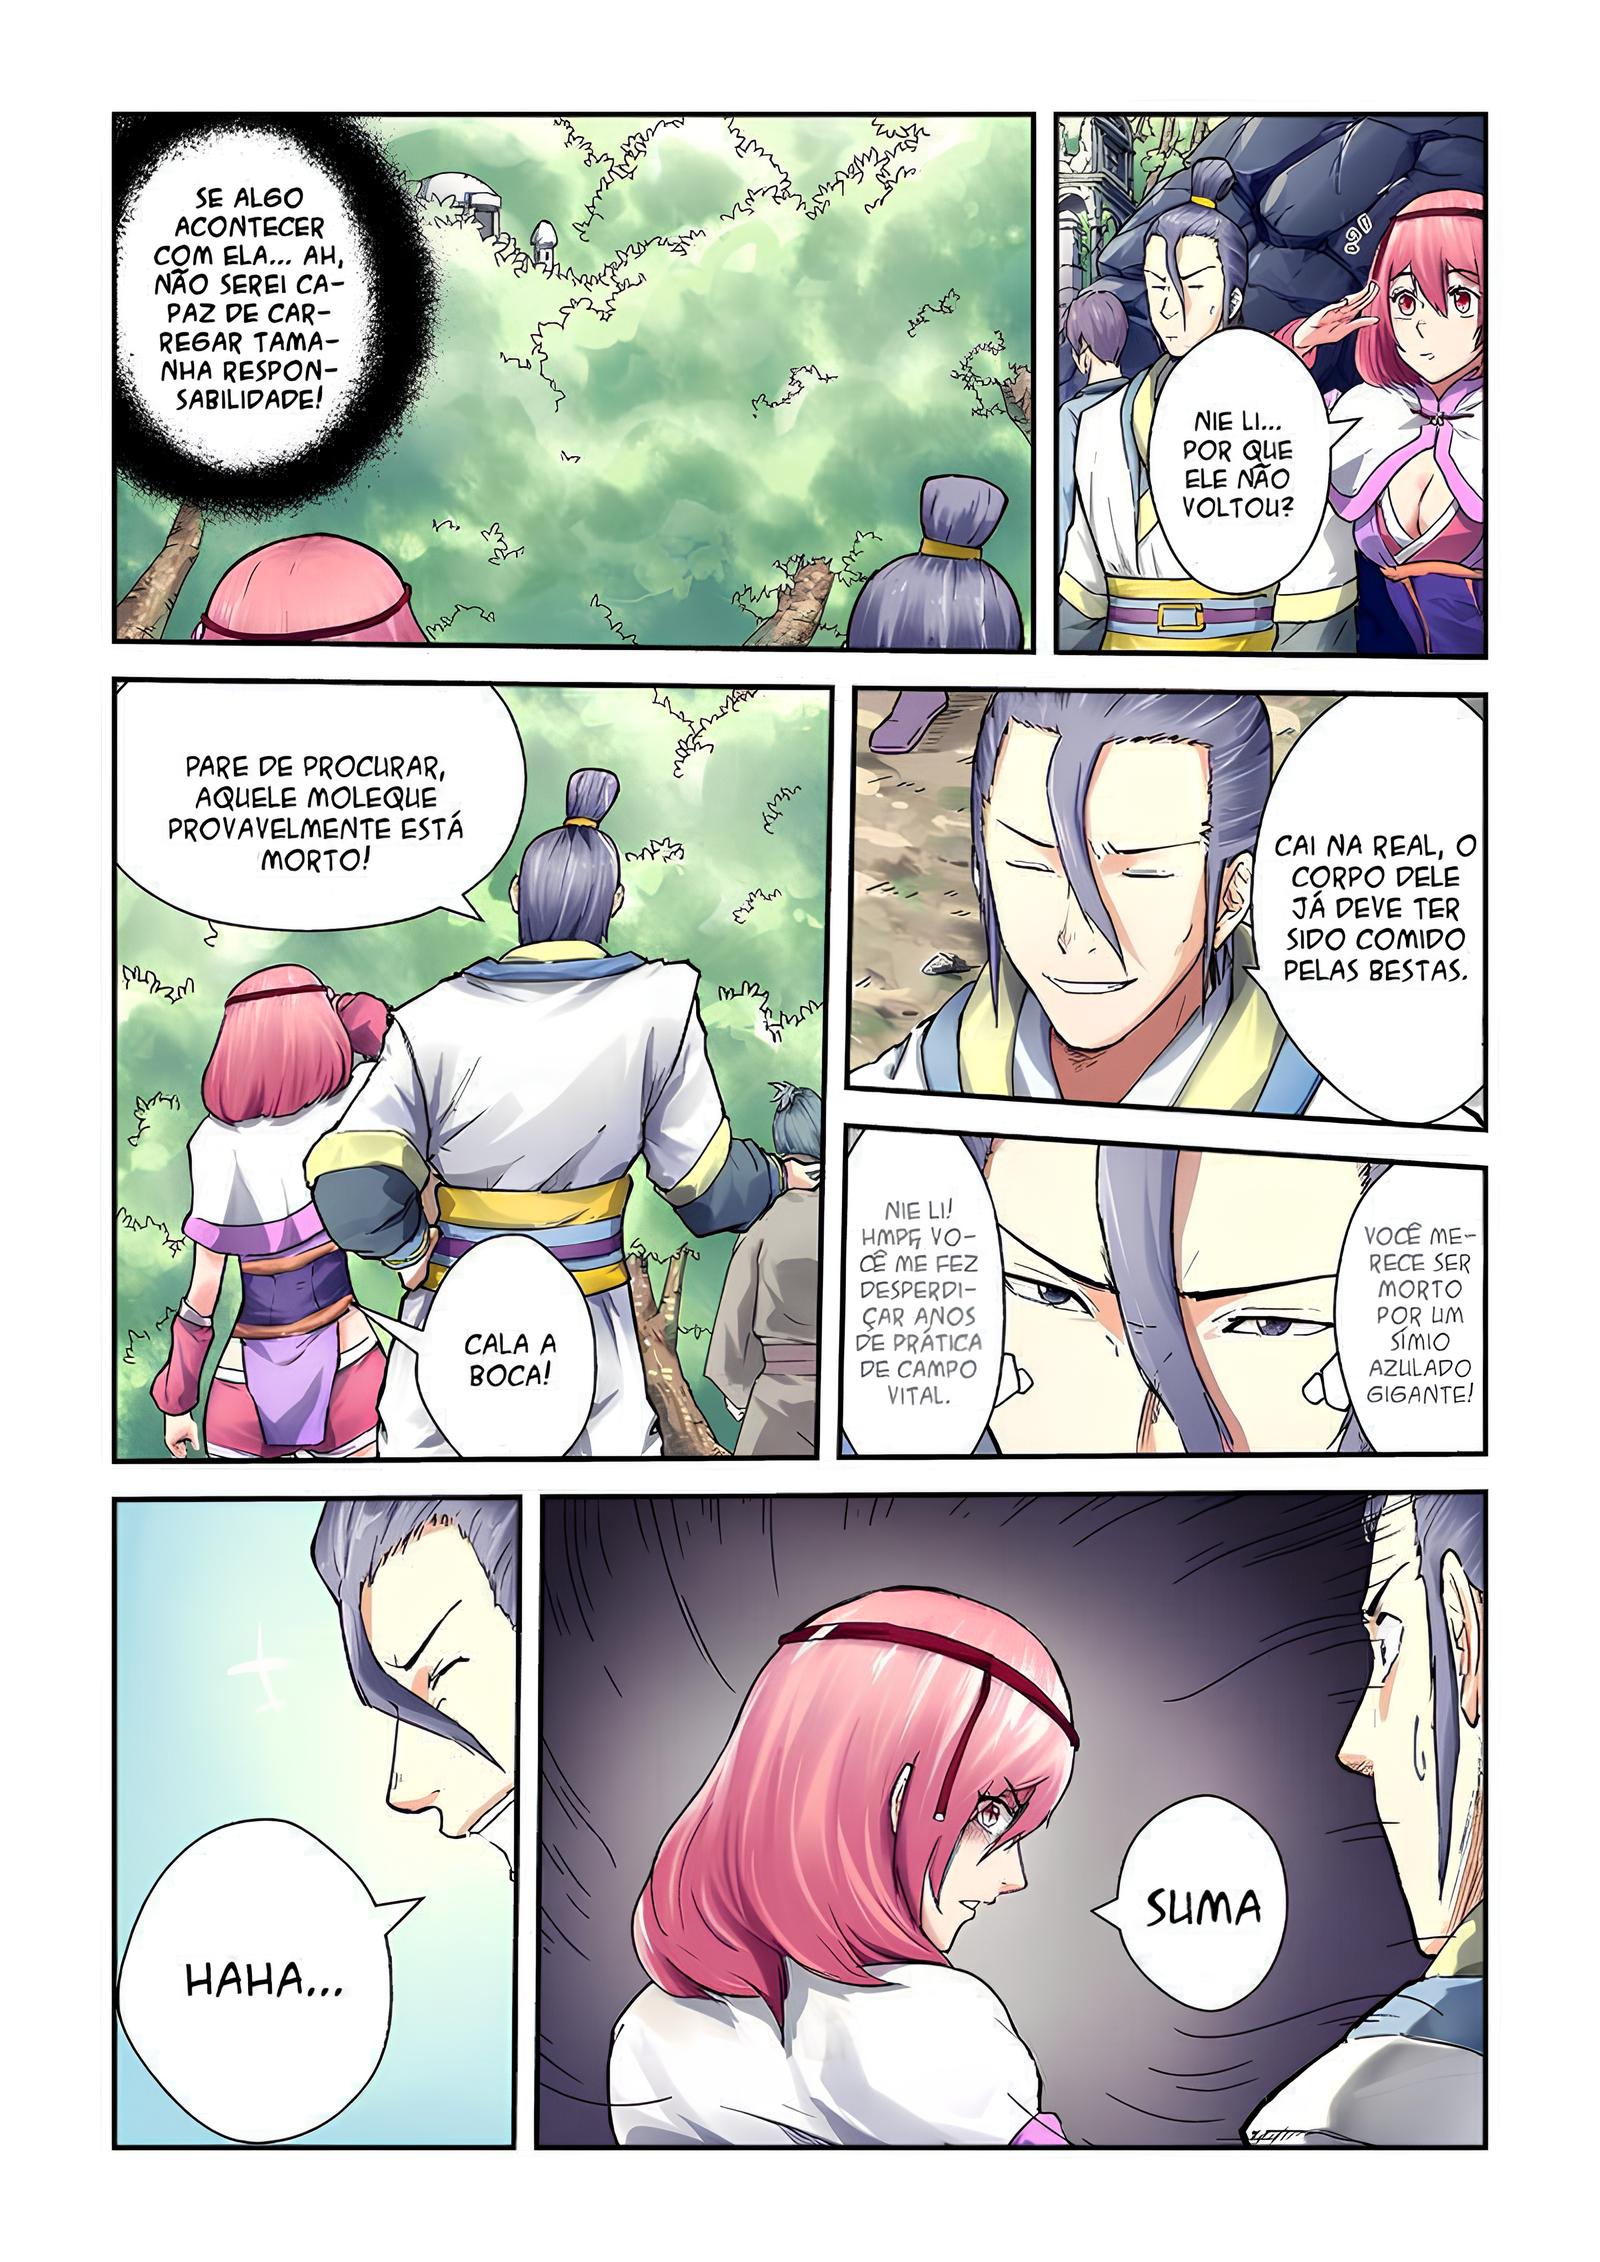 SE ALGO
ACONTECER
COM ELA... AH,
NÃO SEREI CA-
PAZ DE CAR-
REGAR TAMA-
NHA RESPON-
SABILIDADE!
NIE LI...
POR QUE
ELE NÃO
VOLTOU?
PARE DE PROCURAR,
AQUELE MOLEQUE
PROVAVELMENTE ESTÁ
MORTO!
CALA A
BOCA!
CAI NA REAL, O
CORPO DELE
JÁ DEVE TER
SIDO COMIDO
PELAS BESTAS.
NIE LI!
HMPF, VO-
CÊ ME FEZ
DESPERDI-
ÇAR ANOS
DE PRÁTICA
DE CAMPO
VITAL.
VOCÊ ME-
RECE SER
MORTO
POR UM
SÍMIO
AZULADO
GIGANTE!
HAHA...
SUMA